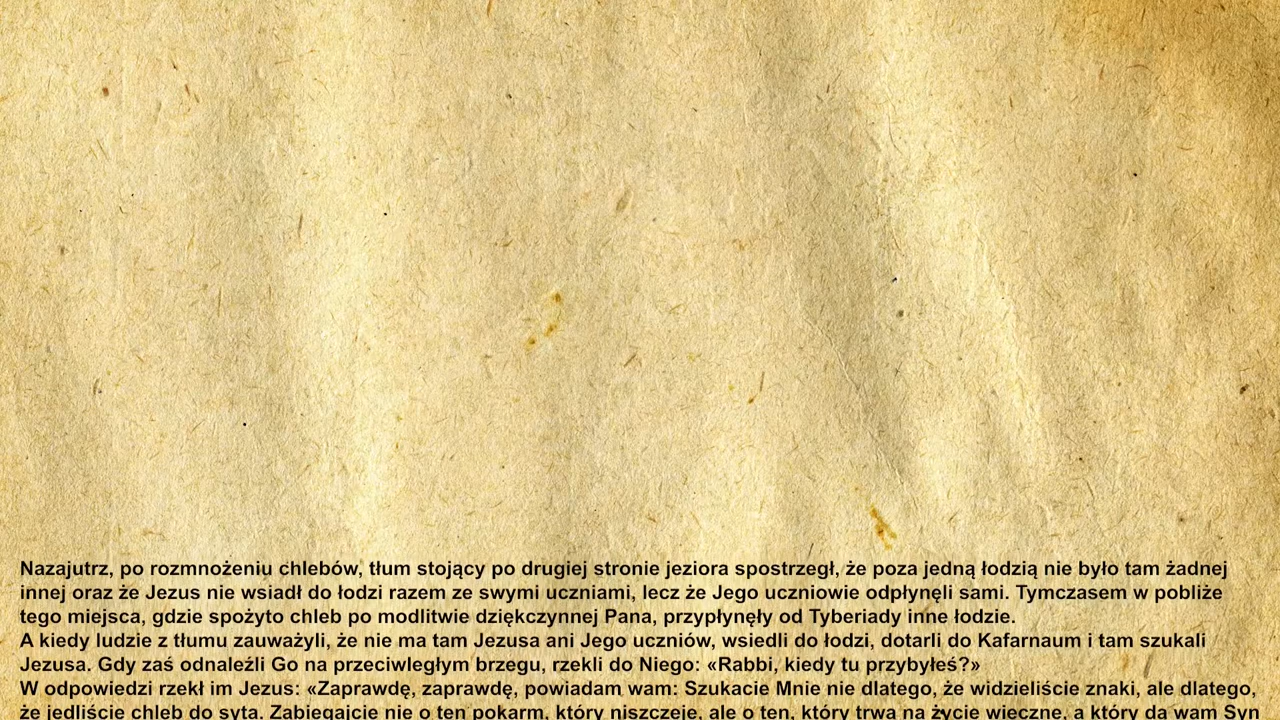 Nazajutrz, po rozmnożeniu chlebów, tłum stojący po drugiej stronie jeziora spostrzegł, że poza jedną łodzią nie było tam żadnej
innej oraz że Jezus nie wsiadł do łodzi razem ze swymi uczniami, lecz że Jego uczniowie odpłynęli sami. Tymczasem w pobliże
tego miejsca, gdzie spożyto chleb po modlitwie dziękczynnej Pana, przypłynęły od Tyberiady inne łodzie.
A kiedy ludzie z tłumu zauważyli, że nie ma tam Jezusa ani Jego uczniów, wsiedli do łodzi, dotarli do Kafarnaum i tam szukali
Jezusa. Gdy zaś odnaleźli Go na przeciwległym brzegu, rzekli do Niego: «Rabbi, kiedy tu przybyłeś?»
W odpowiedzi rzekł im Jezus: «Zaprawdę, zaprawdę, powiadam wam: Szukacie Mnie nie dlatego, że widzieliście znaki, ale dlatego,
że jedliście chleb do syta. Zabiegajcie nie o ten pokarm, który niszczeje, ale o ten, który trwa na życie wieczne, a który da wam Syn